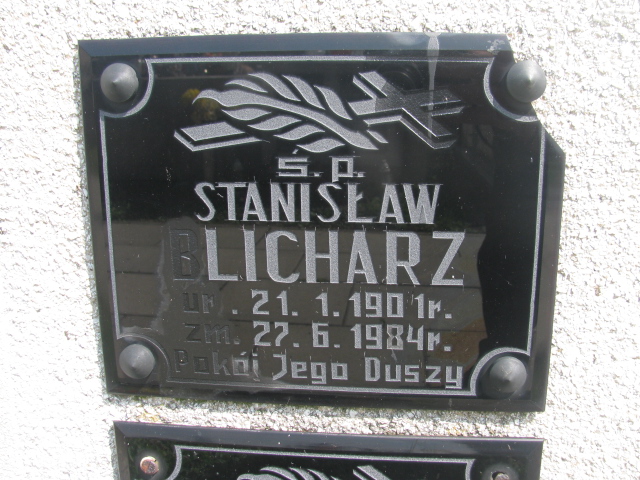 Ś.P.
STANISŁAW
BLICHARZ
ur. 21.1.1901r.
zm. 27.6.1984r.
Pokój Jego Duszy